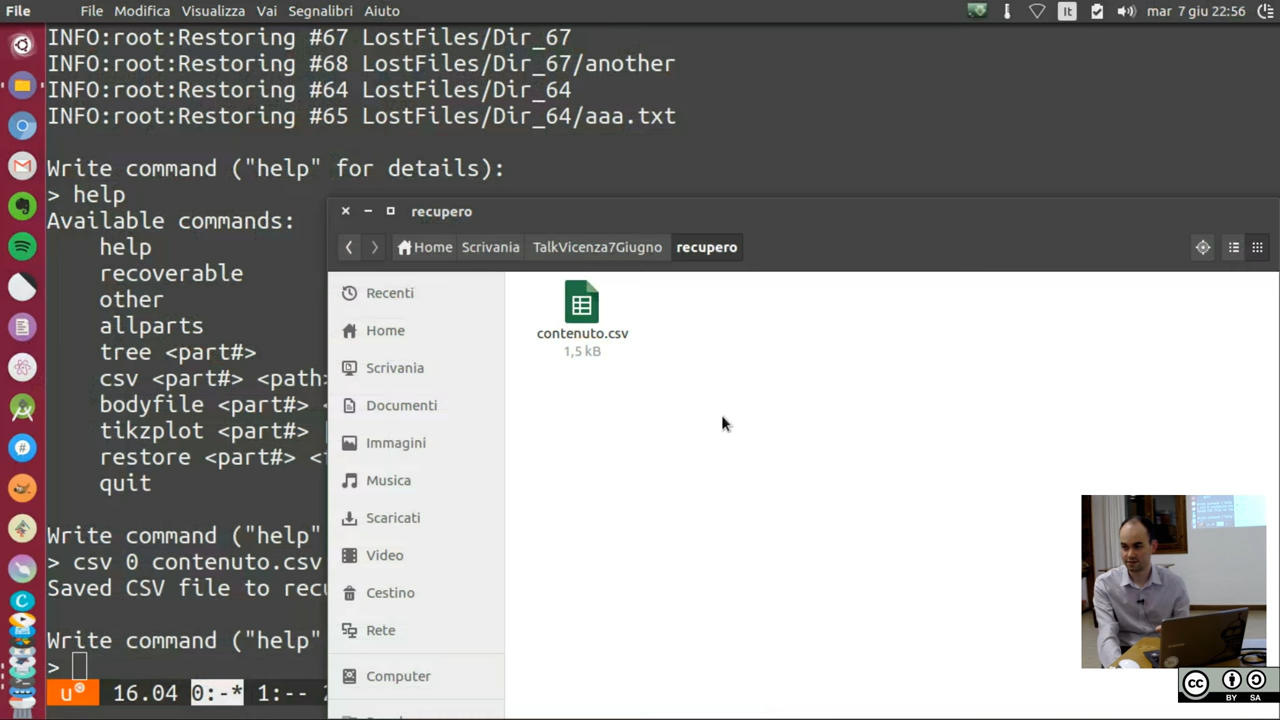 File File Modifica Visualizza Vai Segnalibri Aiuto It mar 7 giu 22:56
INFO:root:Restoring #67 LostFiles/Dir_67
INFO:root:Restoring #68 LostFiles/Dir_67/another
INFO:root:Restoring #64 LostFiles/Dir_64
INFO:root:Restoring #65 LostFiles/Dir_64/aaa.txt
Write command ("help" for details):
> help
Available commands:
help
recoverable
other
allparts
tree <part#>
csv <part#> <path>
bodyfile <part#> <
tikzplot <part#> [
restore <part#> <
quit
Write command ("help"
> csv 0 contenuto.csv
Saved CSV file to
Write command ("help"
>
u 16.04 0:-* 1:--
recupero
Home Scrivania TalkVicenza7Giugno recupero
Recenti
Home
Scrivania
Documenti
Immagini
Musica
Scaricati
Video
Cestino
Rete
Computer
contenuto.csv
1,5 kB
CC BY SA